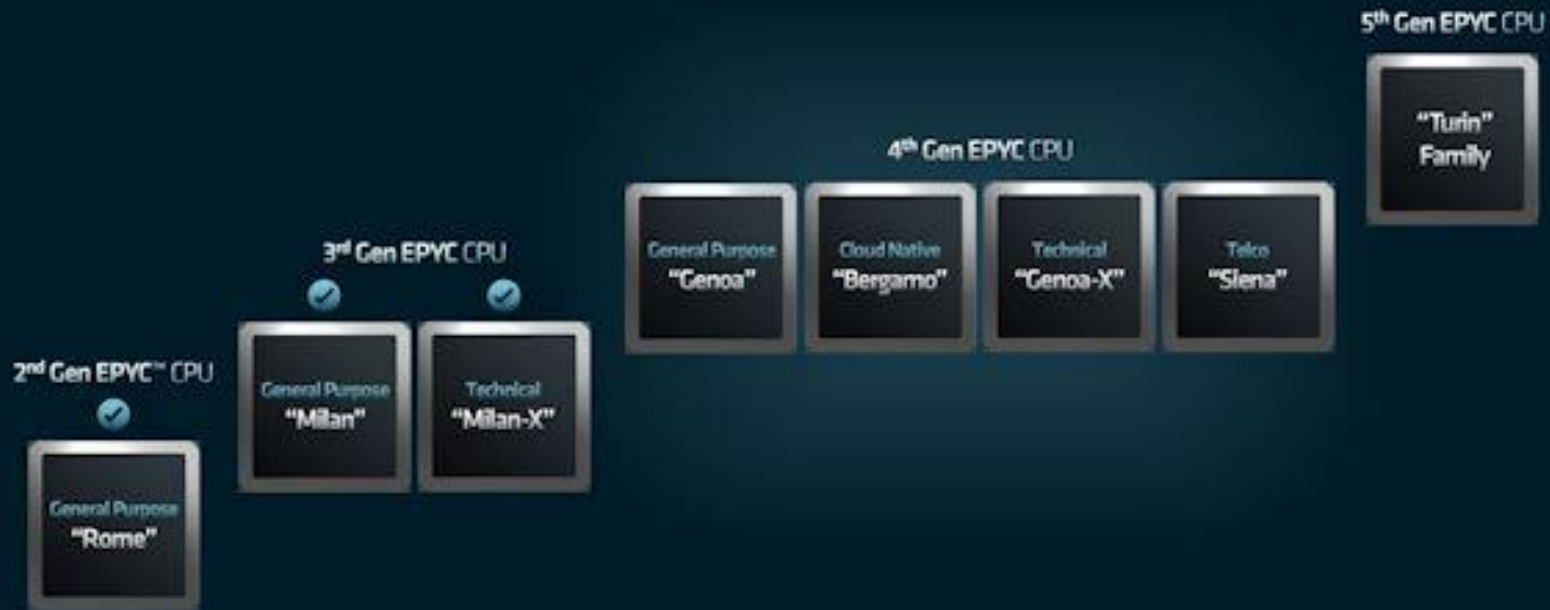 5th Gen EPYC CPU
"Turin"
Family
4th Gen EPYC CPU
General Purpose
"Genoa"
Cloud Native
"Bergamo"
Technical
"Genoa-X"
Telco
"Siena"
3rd Gen EPYC CPU
General Purpose
"Milan"
Technical
"Milan-X"
2nd Gen EPYC™ CPU
General Purpose
"Rome"